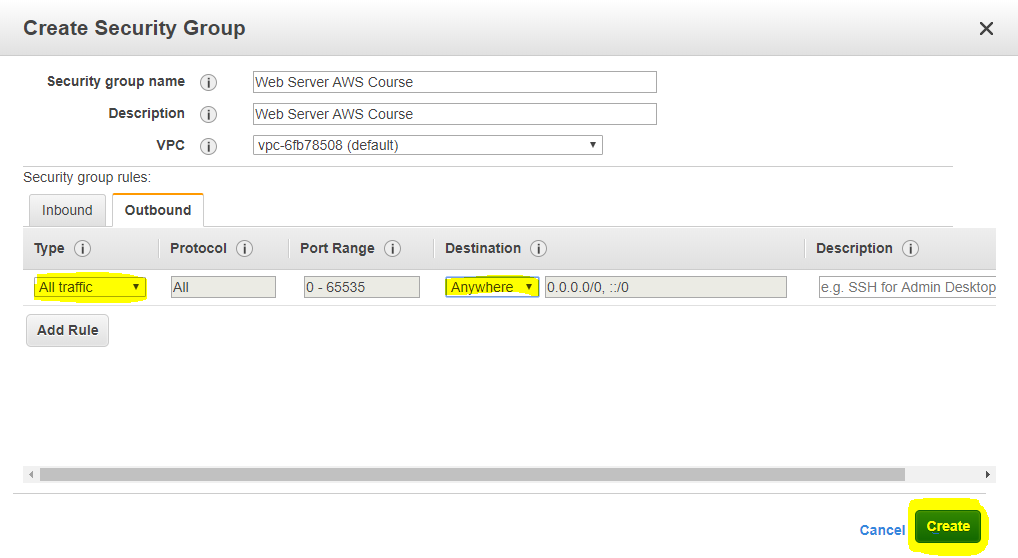 Create Security Group
Security group name Web Server AWS Course
Description Web Server AWS Course
VPC vpc-6fb78508 (default)
Security group rules:
Inbound Outbound
Type Protocol Port Range Destination Description
All traffic All 0 - 65535 Anywhere 0.0.0.0/0, ::/0 e.g. SSH for Admin Desktop
Add Rule
Cancel Create